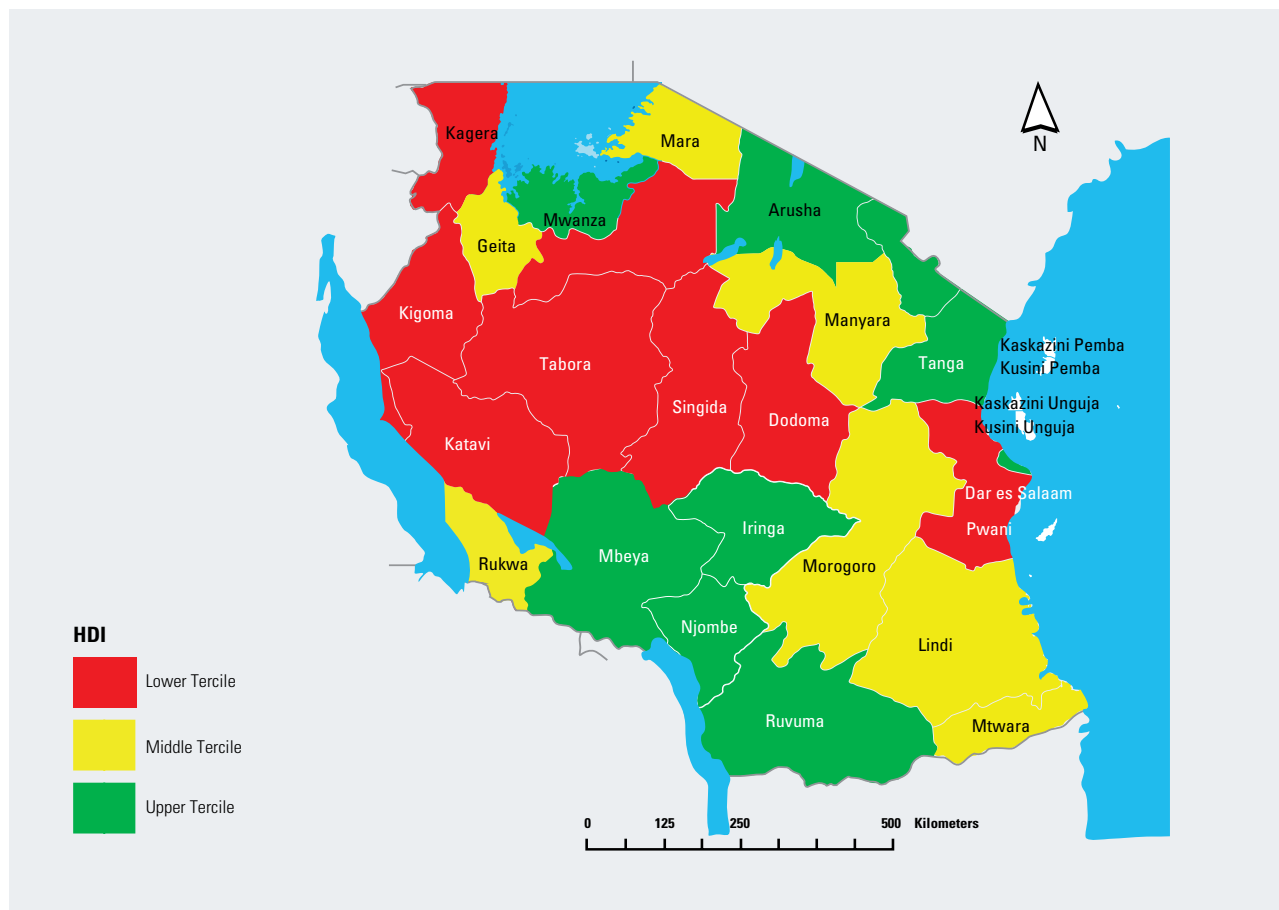 Kagera
Mara
N
Mwanza
Arusha
Geita
Kigoma
Manyara
Kaskazini Pemba
Tabora
Tanga
Kusini Pemba
Singida
Kaskazini Unguja
Dodoma
Kusini Unguja
Katavi
Dar es Salaam
Iringa
Pwani
Mbeya
Rukwa
Morogoro
Njombe
HDI
Lindi
Lower Tercile
Ruvuma
Mtwara
Middle Tercile
Upper Tercile
0 125 250 500 Kilometers